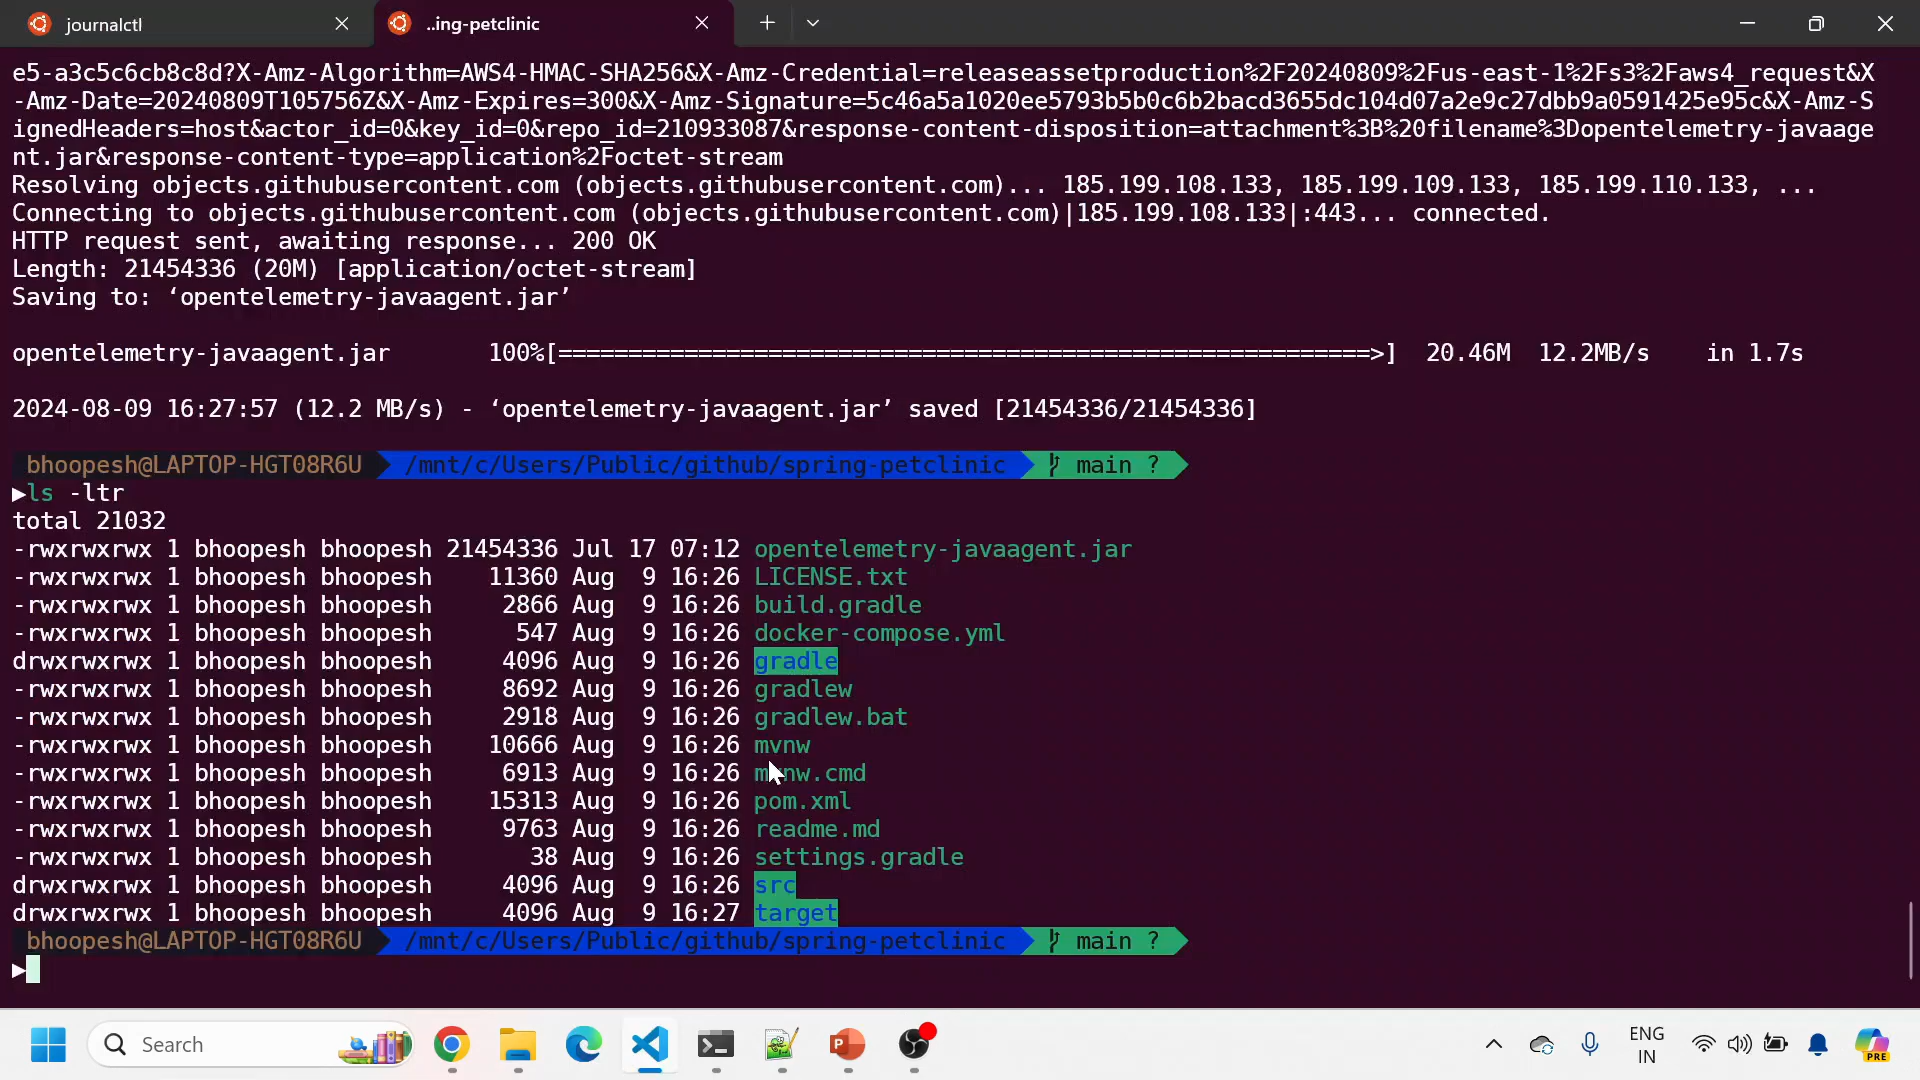 journalctl
..ing-petclinic
e5-a3c5c6cb8c8d?X-Amz-Algorithm=AWS4-HMAC-SHA256&X-Amz-Credential=releaseassetproduction%2F20240809%2Fus-east-1%2Fs3%2Faws4_request&X
-Amz-Date=20240809T105756Z&X-Amz-Expires=300&X-Amz-Signature=5c46a5a1020ee5793b5b0c6b2bacd3655dc104d07a2e9c27dbb9a0591425e95c&X-Amz-S
ignedHeaders=host&actor_id=0&key_id=0&repo_id=210933087&response-content-disposition=attachment%3B%20filename%3Dopentelemetry-javaage
nt.jar&response-content-type=application%2Foctet-stream
Resolving objects.githubusercontent.com (objects.githubusercontent.com)... 185.199.108.133, 185.199.109.133, 185.199.110.133, ...
Connecting to objects.githubusercontent.com (objects.githubusercontent.com)|185.199.108.133|:443... connected.
HTTP request sent, awaiting response... 200 OK
Length: 21454336 (20M) [application/octet-stream]
Saving to: ‘opentelemetry-javaagent.jar’
opentelemetry-javaagent.jar 100%[==========================================================>] 20.46M 12.2MB/s in 1.7s
2024-08-09 16:27:57 (12.2 MB/s) - ‘opentelemetry-javaagent.jar’ saved [21454336/21454336]
bhoopesh@LAPTOP-HGT08R6U /mnt/c/Users/Public/github/spring-petclinic main ?
▶ls -ltr
total 21032
-rwxrwxrwx 1 bhoopesh bhoopesh 21454336 Jul 17 07:12 opentelemetry-javaagent.jar
-rwxrwxrwx 1 bhoopesh bhoopesh 11360 Aug 9 16:26 LICENSE.txt
-rwxrwxrwx 1 bhoopesh bhoopesh 2866 Aug 9 16:26 build.gradle
-rwxrwxrwx 1 bhoopesh bhoopesh 547 Aug 9 16:26 docker-compose.yml
drwxrwxrwx 1 bhoopesh bhoopesh 4096 Aug 9 16:26 gradle
-rwxrwxrwx 1 bhoopesh bhoopesh 8692 Aug 9 16:26 gradlew
-rwxrwxrwx 1 bhoopesh bhoopesh 2918 Aug 9 16:26 gradlew.bat
-rwxrwxrwx 1 bhoopesh bhoopesh 10666 Aug 9 16:26 mvnw
-rwxrwxrwx 1 bhoopesh bhoopesh 6913 Aug 9 16:26 mvnw.cmd
-rwxrwxrwx 1 bhoopesh bhoopesh 15313 Aug 9 16:26 pom.xml
-rwxrwxrwx 1 bhoopesh bhoopesh 9763 Aug 9 16:26 readme.md
-rwxrwxrwx 1 bhoopesh bhoopesh 38 Aug 9 16:26 settings.gradle
drwxrwxrwx 1 bhoopesh bhoopesh 4096 Aug 9 16:26 src
drwxrwxrwx 1 bhoopesh bhoopesh 4096 Aug 9 16:27 target
bhoopesh@LAPTOP-HGT08R6U /mnt/c/Users/Public/github/spring-petclinic main ?
▶
Search
P
ENG
IN
PRE